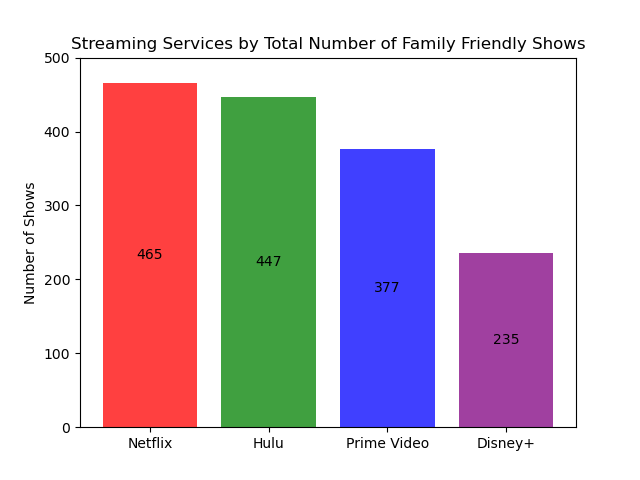 Streaming Services by Total Number of Family Friendly Shows
Number of Shows
500
400
300
200
100
0
465
447
377
235
Netflix
Hulu
Prime Video
Disney+